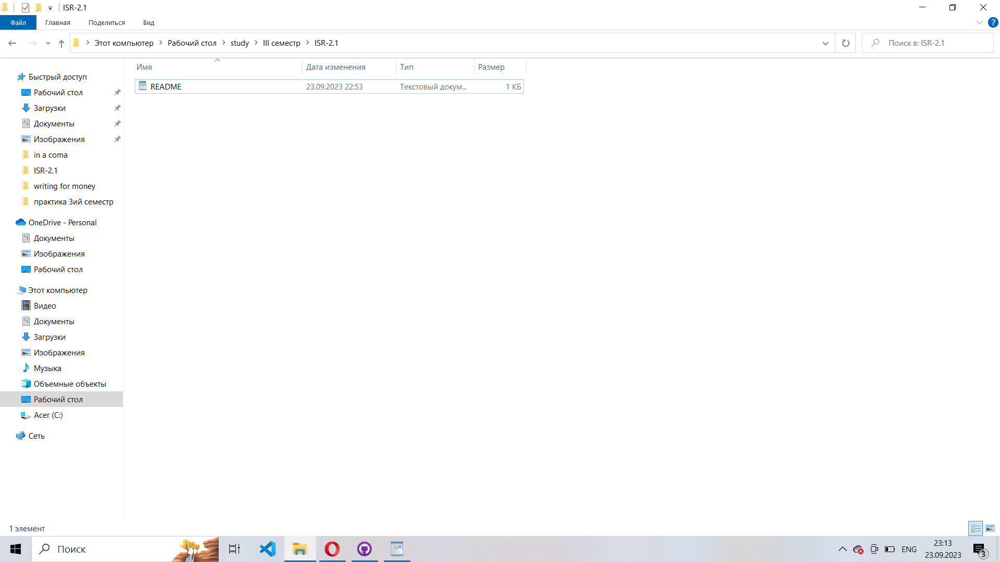 ISR-2.1
Файл Главная Поделиться Вид
Этот компьютер Рабочий стол study III семестр ISR-2.1
Поиск в: ISR-2.1
Имя Дата изменения Тип Размер
README 23.09.2023 22:53 Текстовый докум... 1 КБ
Быстрый доступ
Рабочий стол
Загрузки
Документы
Изображения
in a coma
ISR-2.1
writing for money
практика 3ий семестр
OneDrive - Personal
Документы
Изображения
Рабочий стол
Этот компьютер
Видео
Документы
Загрузки
Изображения
Музыка
Объемные объекты
Рабочий стол
Acer (C:)
Сеть
1 элемент
Поиск
ENG
23:13
23.09.2023
3